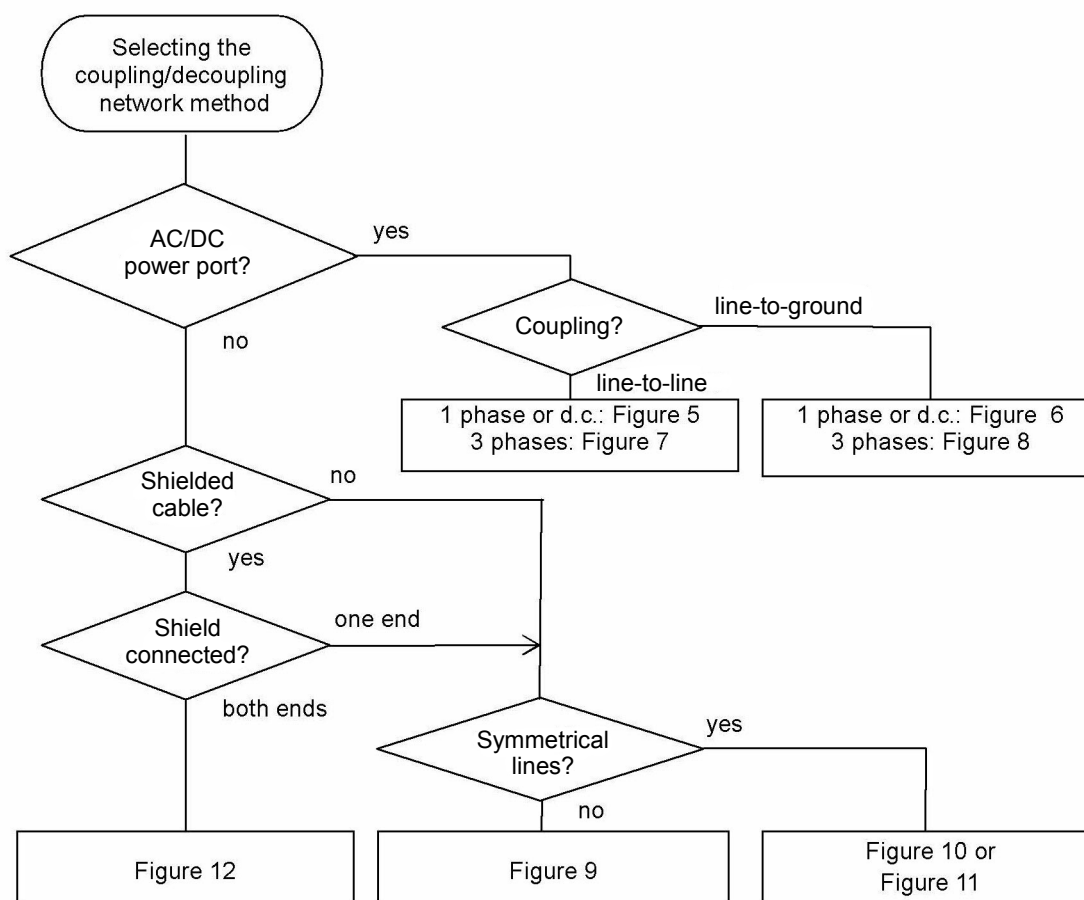 Selecting the
coupling/decoupling
network method
AC/DC
power port?
yes
no
Coupling?
line-to-ground
line-to-line
1 phase or d.c.: Figure 5
3 phases: Figure 7
1 phase or d.c.: Figure 6
3 phases: Figure 8
Shielded
cable?
no
yes
Shield
connected?
one end
both ends
Symmetrical
lines?
yes
no
Figure 12
Figure 9
Figure 10 or
Figure 11